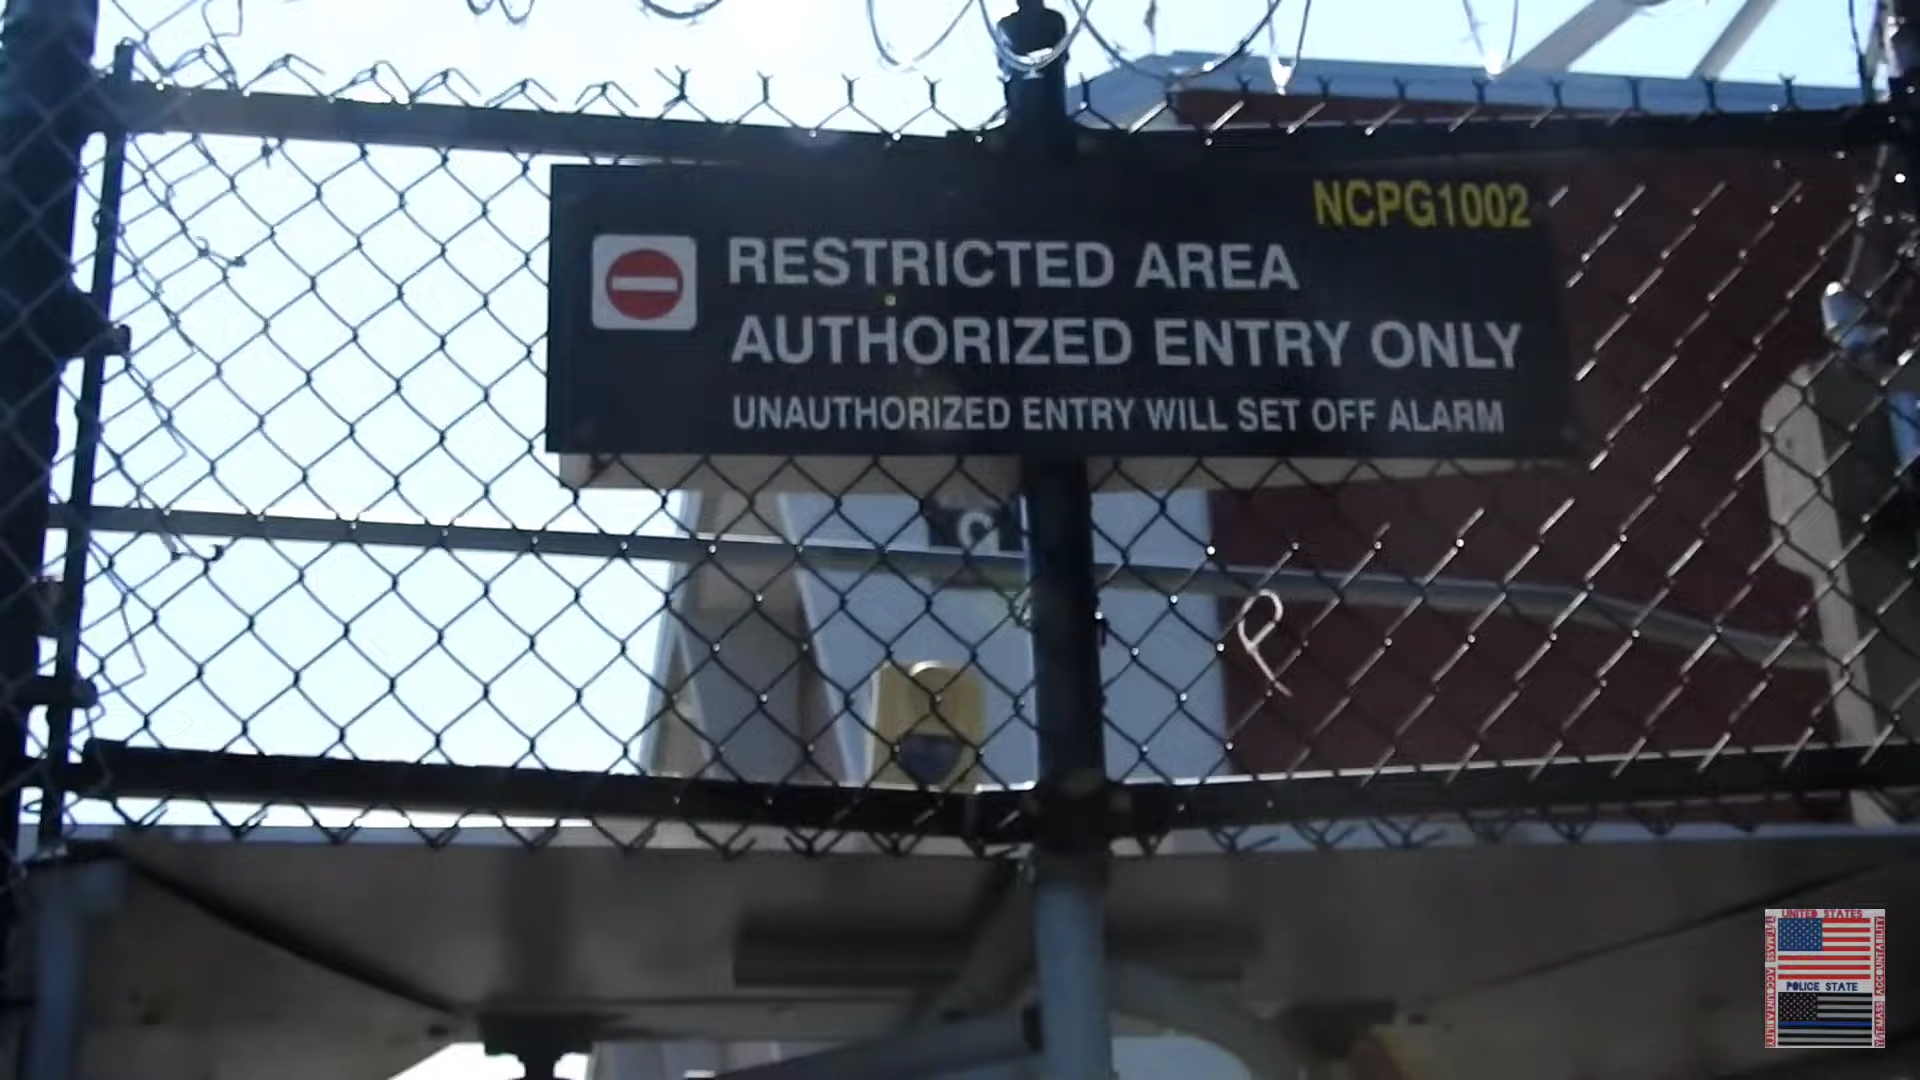 NCPG1002
RESTRICTED AREA
AUTHORIZED ENTRY ONLY
UNAUTHORIZED ENTRY WILL SET OFF ALARM
C
UNITED STATES
POLICE STATE